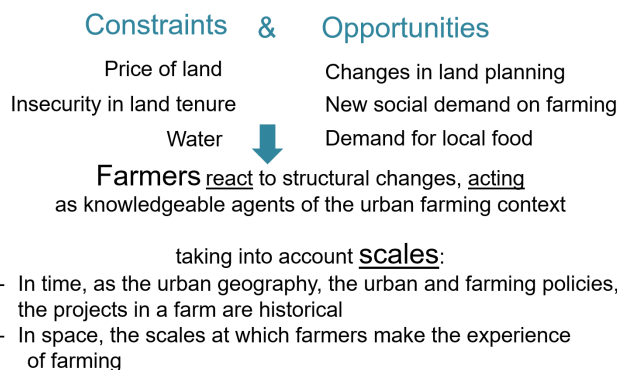 Constraints & Opportunities
Price of land Changes in land planning
Insecurity in land tenure New social demand on farming
Water Demand for local food
Farmers react to structural changes, acting
as knowledgeable agents of the urban farming context
taking into account scales:
- In time, as the urban geography, the urban and farming policies,
the projects in a farm are historical
- In space, the scales at which farmers make the experience
of farming